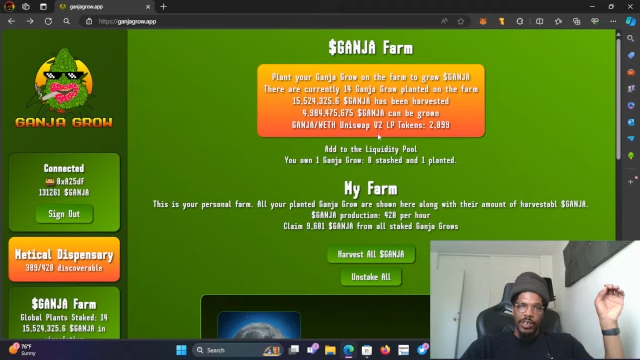 ganjagrow.app
https://ganjagrow.app
GANJA GROW
Connected
0xA25dF
131261 $GANJA
Sign Out
Metical Dispensary
389/420 discoverable
$GANJA Farm
Global Plants Staked: 14
15,524,325.6 $GANJA in
$GANJA Farm
Plant your Ganja Grow on the farm to grow $GANJA
There are currently 14 Ganja Grow planted on the farm
15,524,325.6 $GANJA has been harvested
4,984,475,675 $GANJA can be grown
GANJA/WETH Uniswap V2 LP Tokens: 2,099
Add to the Liquidity Pool
You own 1 Ganja Grow: 0 stashed and 1 planted.
My Farm
This is your personal farm. All your planted Ganja Grow are shown here along with their amount of harvestabl $GANJA.
$GANJA production: 420 per hour
Claim 9,681 $GANJA from all staked Ganja Grows
Harvest All $GANJA
Unstake All
76°F
Sunny
Search